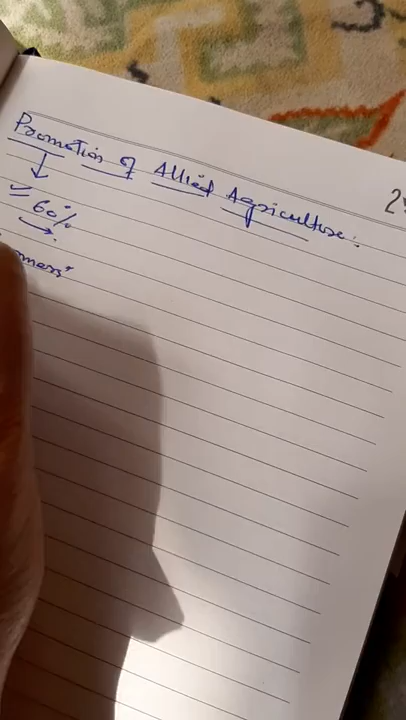 Promotion of Allied Agriculture:
↓
≈ 60%
→